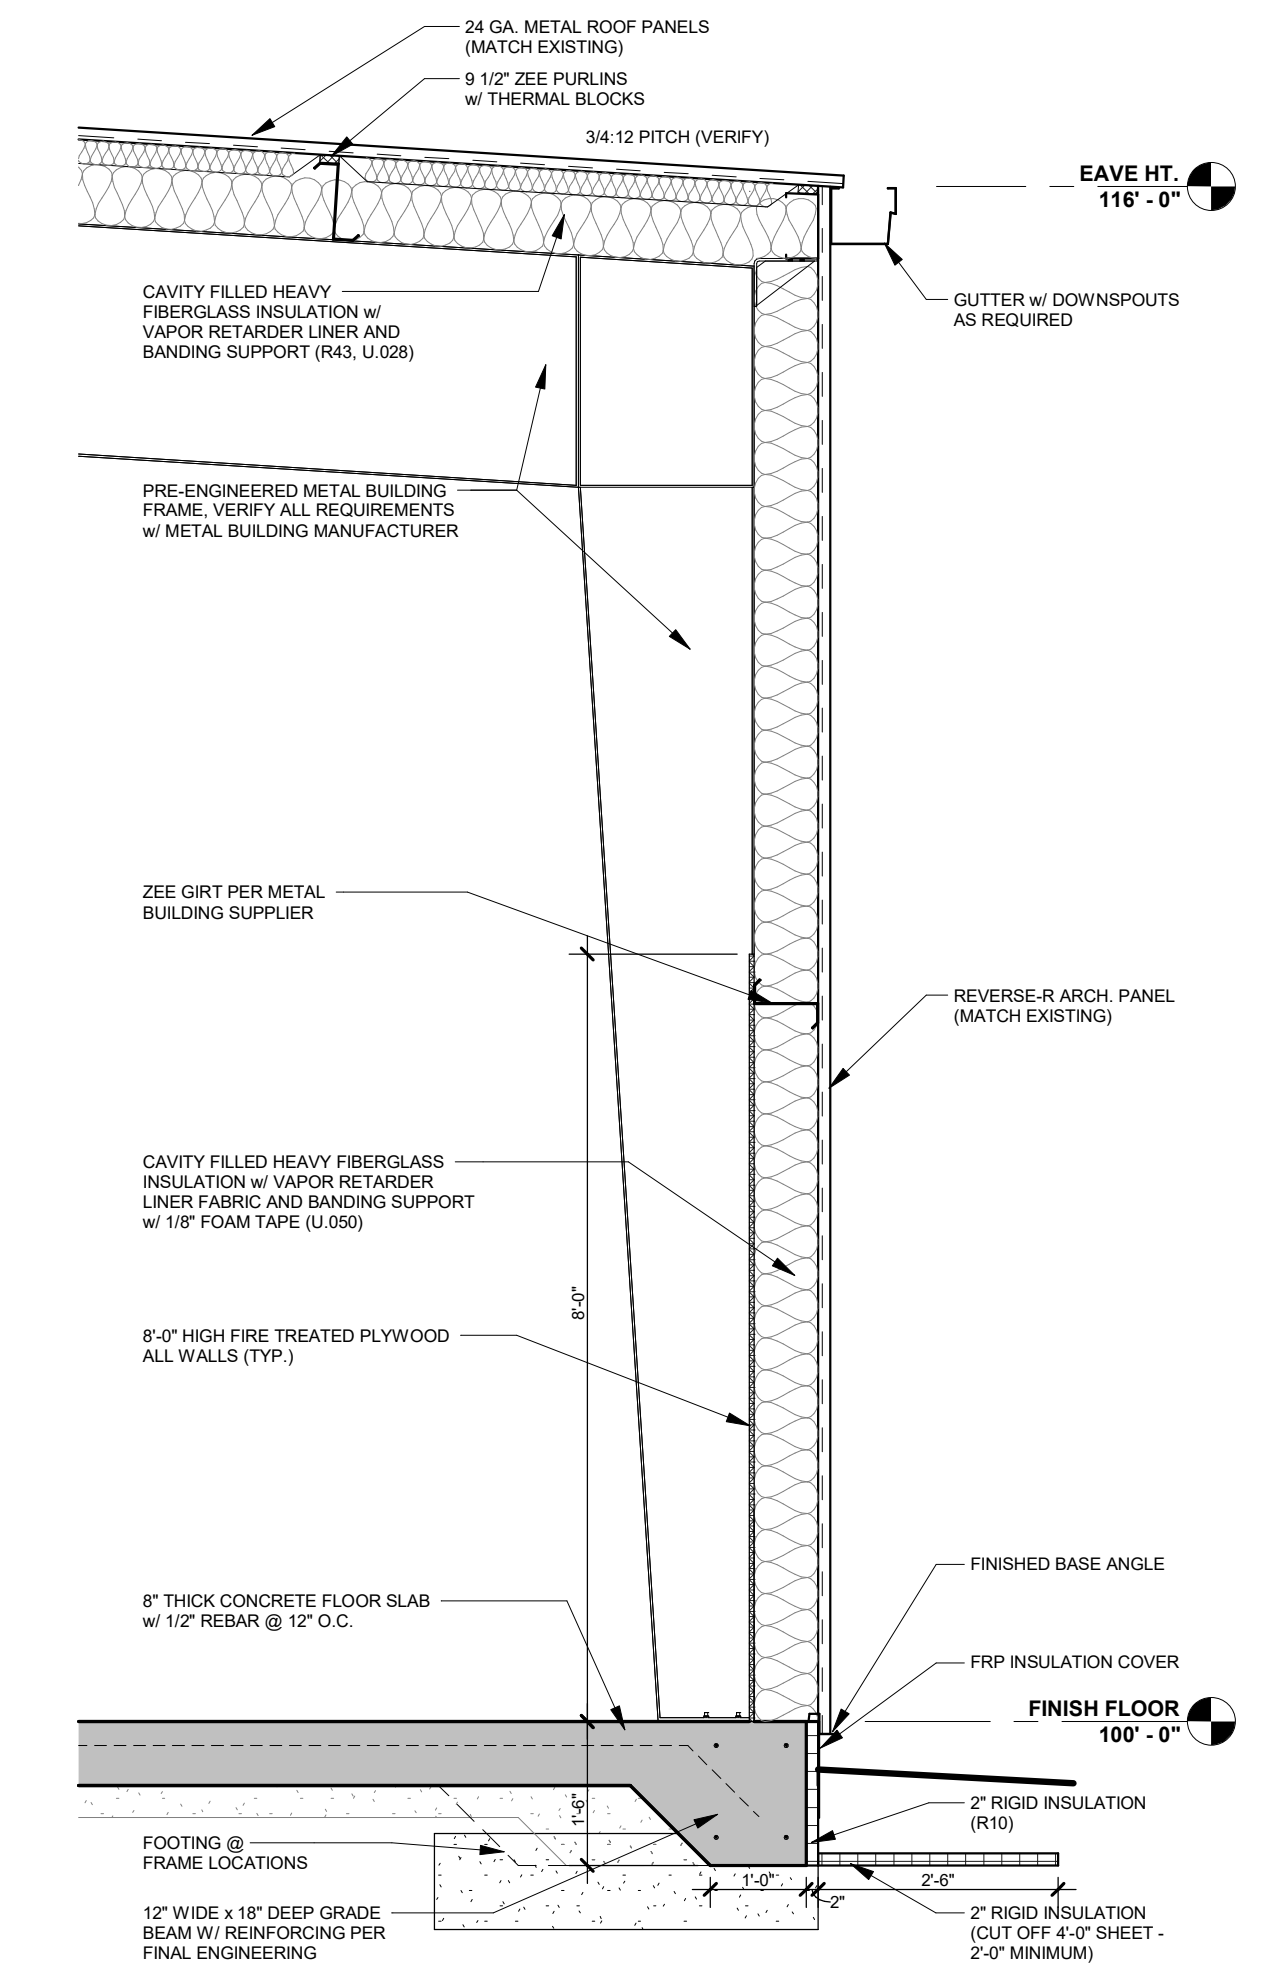 24 GA. METAL ROOF PANELS
(MATCH EXISTING)
9 1/2" ZEE PURLINS
w/ THERMAL BLOCKS
3/4:12 PITCH (VERIFY)
EAVE HT.
116' - 0"
CAVITY FILLED HEAVY
FIBERGLASS INSULATION w/
VAPOR RETARDER LINER AND
BANDING SUPPORT (R43, U.028)
GUTTER w/ DOWNSPOUTS
AS REQUIRED
PRE-ENGINEERED METAL BUILDING
FRAME, VERIFY ALL REQUIREMENTS
w/ METAL BUILDING MANUFACTURER
ZEE GIRT PER METAL
BUILDING SUPPLIER
REVERSE-R ARCH. PANEL
(MATCH EXISTING)
CAVITY FILLED HEAVY FIBERGLASS
INSULATION w/ VAPOR RETARDER
LINER FABRIC AND BANDING SUPPORT
w/ 1/8" FOAM TAPE (U.050)
8'-0"
8'-0" HIGH FIRE TREATED PLYWOOD
ALL WALLS (TYP.)
FINISHED BASE ANGLE
8" THICK CONCRETE FLOOR SLAB
w/ 1/2" REBAR @ 12" O.C.
FRP INSULATION COVER
FINISH FLOOR
100' - 0"
2" RIGID INSULATION
(R10)
1'-6"
FOOTING @
FRAME LOCATIONS
1'-0"
2"
2'-6"
12" WIDE x 18" DEEP GRADE
BEAM W/ REINFORCING PER
FINAL ENGINEERING
2" RIGID INSULATION
(CUT OFF 4'-0" SHEET -
2'-0" MINIMUM)